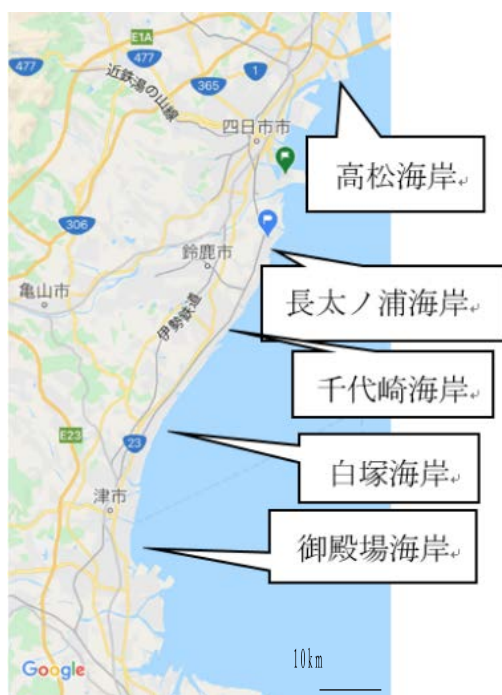 E1A
477
477
近鉄湯の山線
365
1
四日市市
高松海岸
306
鈴鹿市
亀山市
長太ノ浦海岸
伊勢鉄道
千代崎海岸
E23
23
白塚海岸
津市
御殿場海岸
10km
Google